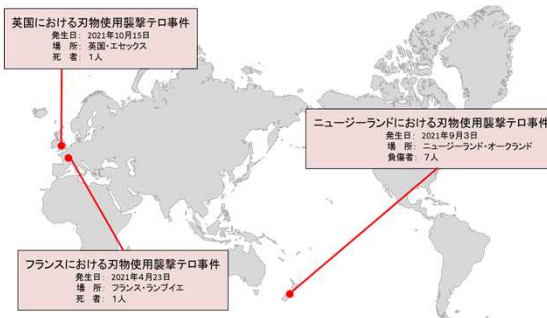 英国における刃物使用襲撃テロ事件
発生日: 2021年10月15日
場 所: 英国・エセックス
死 者: 1人
ニュージーランドにおける刃物使用襲撃テロ事件
発生日: 2021年9月3日
場 所: ニュージーランド・オークランド
負傷者: 7人
フランスにおける刃物使用襲撃テロ事件
発生日: 2021年4月23日
場 所: フランス・ランブイエ
死 者: 1人